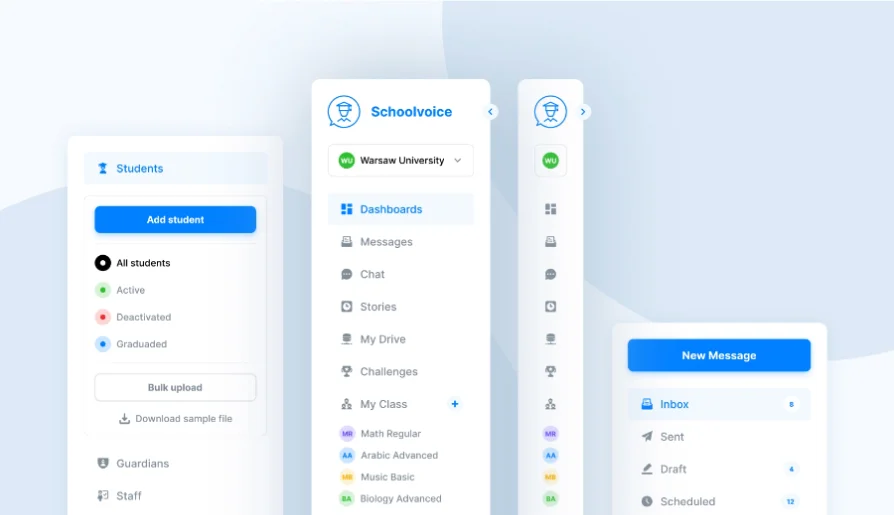 Students
Add student
All students
Active
Deactivated
Graduaded
Bulk upload
Download sample file
Guardians
Staff
Schoolvoice
WU Warsaw University
Dashboards
Messages
Chat
Stories
My Drive
Challenges
My Class +
MR Math Regular
AA Arabic Advanced
MB Music Basic
BA Biology Advanced
WU
MR
AA
MB
BA
New Message
Inbox 8
Sent
Draft 4
Scheduled 12